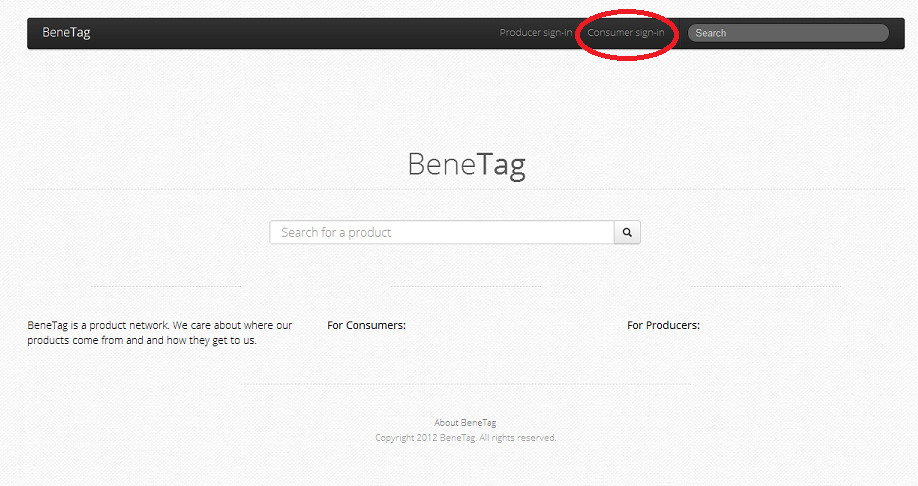 BeneTag Producer sign-in Consumer sign-in Search
BeneTag
Search for a product
BeneTag is a product network. We care about where our
products come from and and how they get to us.
For Consumers:
For Producers:
About BeneTag
Copyright 2012 BeneTag. All rights reserved.